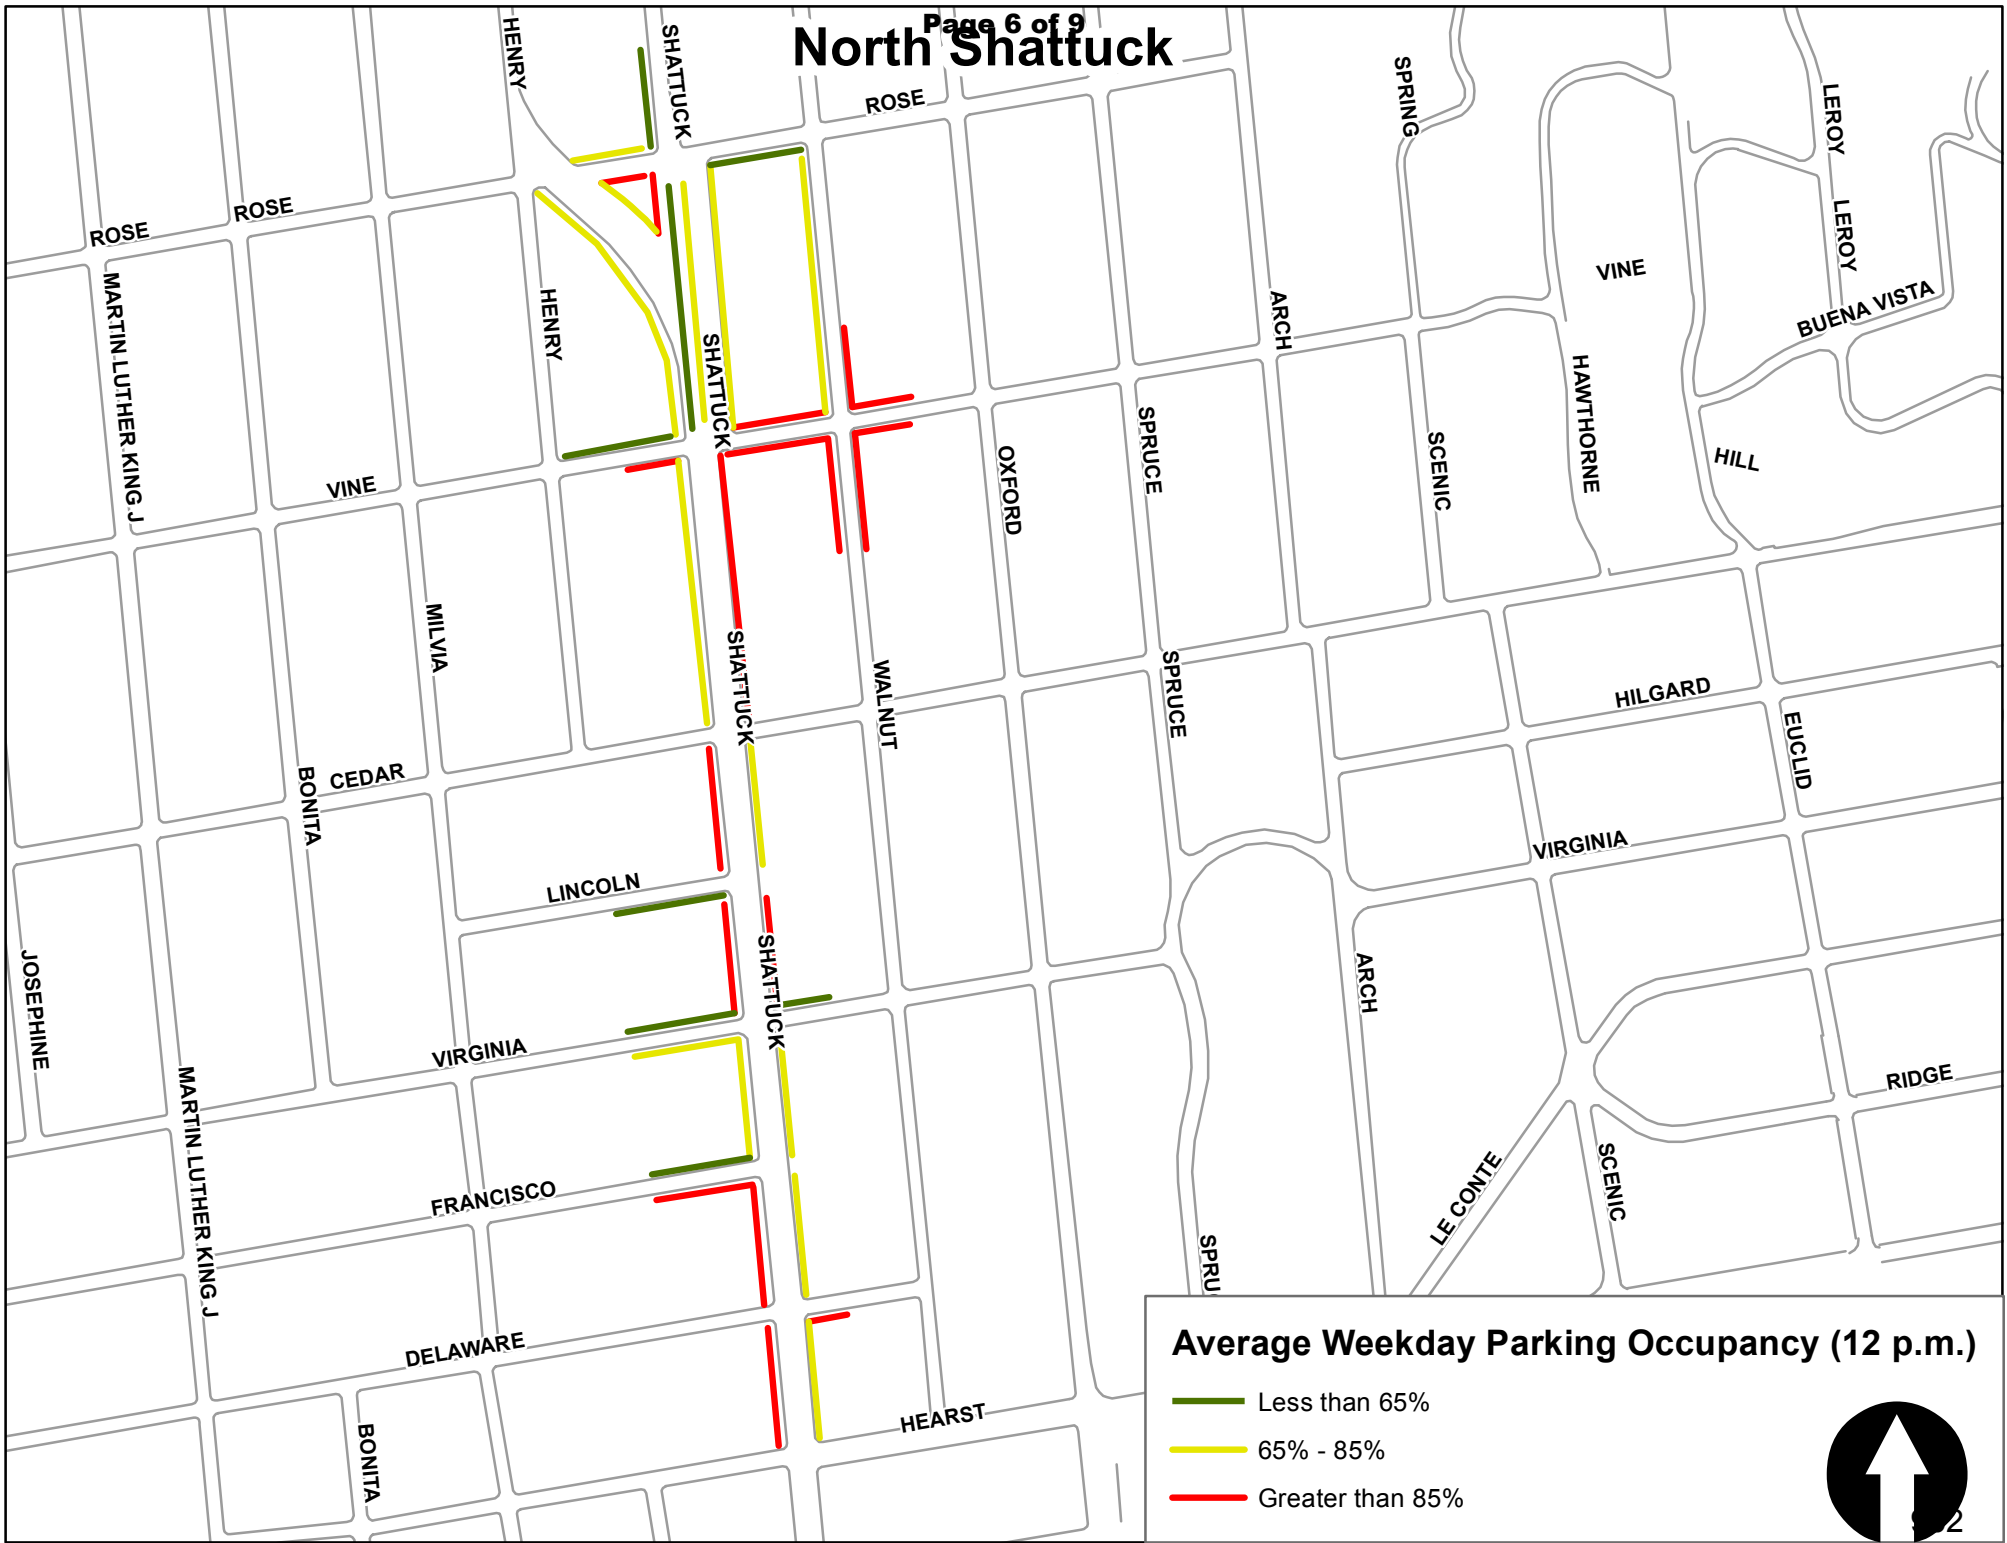 Page 6 of 9
North Shattuck
HENRY
SHATTUCK
ROSE
SPRING
LEROY
ROSE
ROSE
LEROY
VINE
BUENA VISTA
MARTIN LUTHER KING J
HENRY
ARCH
SHATTUCK
HAWTHORNE
SPRUCE
SCENIC
OXFORD
HILL
VINE
MILVIA
SHATTUCK
WALNUT
SPRUCE
HILGARD
EUCLID
BONITA
CEDAR
VIRGINIA
LINCOLN
SHATTUCK
JOSEPHINE
ARCH
VIRGINIA
MARTIN LUTHER KING J
RIDGE
FRANCISCO
LE CONTE
SCENIC
SPRU
DELAWARE
HEARST
BONITA
Average Weekday Parking Occupancy (12 p.m.)
Less than 65%
65% - 85%
Greater than 85%